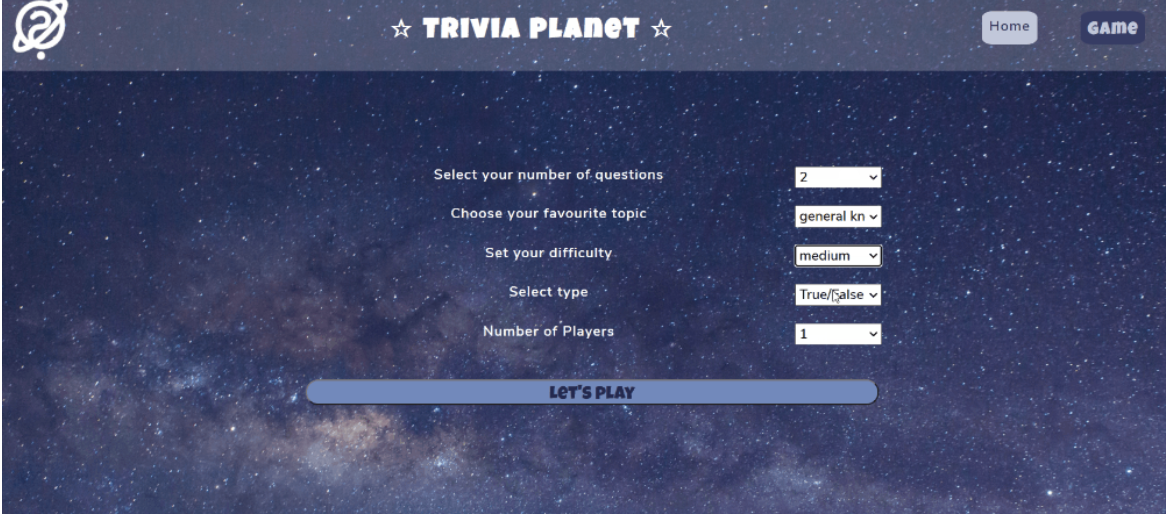 ☆ TRIVIA PLANET ☆
Home
GAME
Select your number of questions
2
Choose your favourite topic
general kn
Set your difficulty
medium
Select type
True/False
Number of Players
1
LET'S PLAY